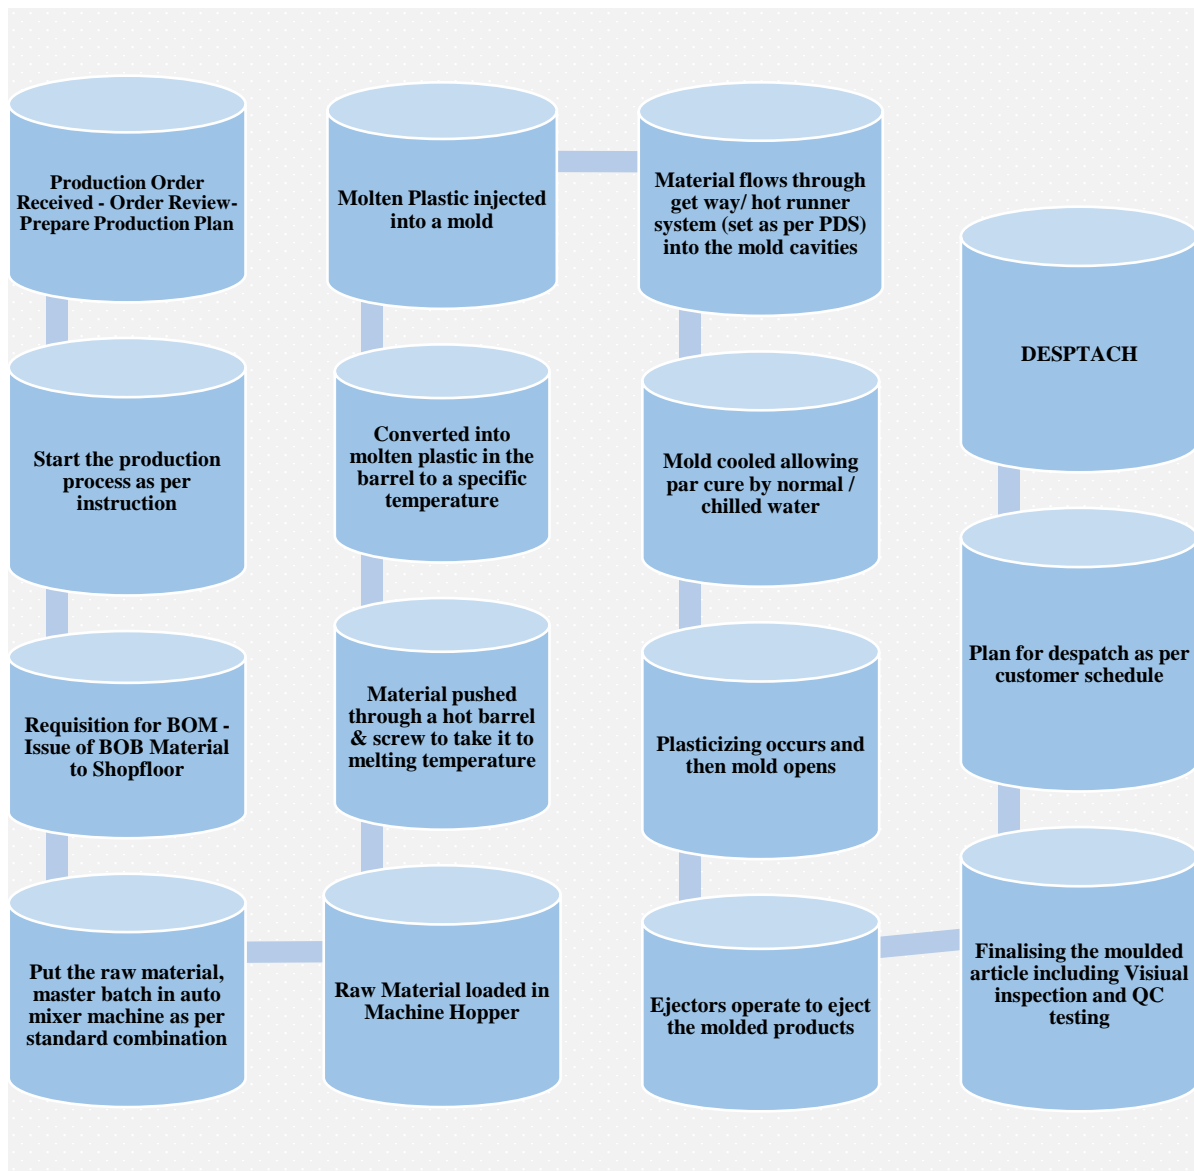 Production Order
Received - Order Review-
Prepare Production Plan
Start the production
process as per
instruction
Requisition for BOM -
Issue of BOB Material
to Shopfloor
Put the raw material,
master batch in auto
mixer machine as per
standard combination
Raw Material loaded in
Machine Hopper
Material pushed
through a hot barrel
& screw to take it to
melting temperature
Converted into
molten plastic in the
barrel to a specific
temperature
Molten Plastic injected
into a mold
Material flows through
get way/ hot runner
system (set as per PDS)
into the mold cavities
Mold cooled allowing
par cure by normal /
chilled water
Plasticizing occurs and
then mold opens
Ejectors operate to eject
the molded products
Finalising the moulded
article including Visiual
inspection and QC
testing
Plan for despatch as per
customer schedule
DESPTACH